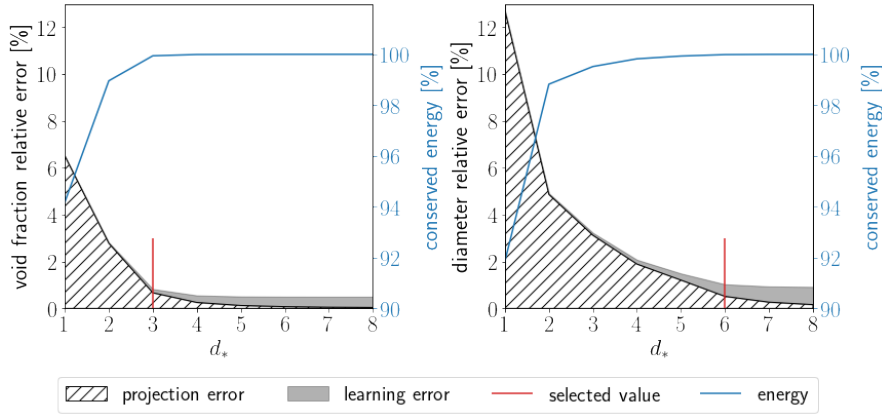 void fraction relative error [%]
12
10
8
6
4
2
0
1 2 3 4 5 6 7 8
d*
100
98
96
94
92
90
conserved energy [%]
diameter relative error [%]
12
10
8
6
4
2
0
1 2 3 4 5 6 7 8
d*
100
98
96
94
92
90
conserved energy [%]
projection error learning error selected value energy